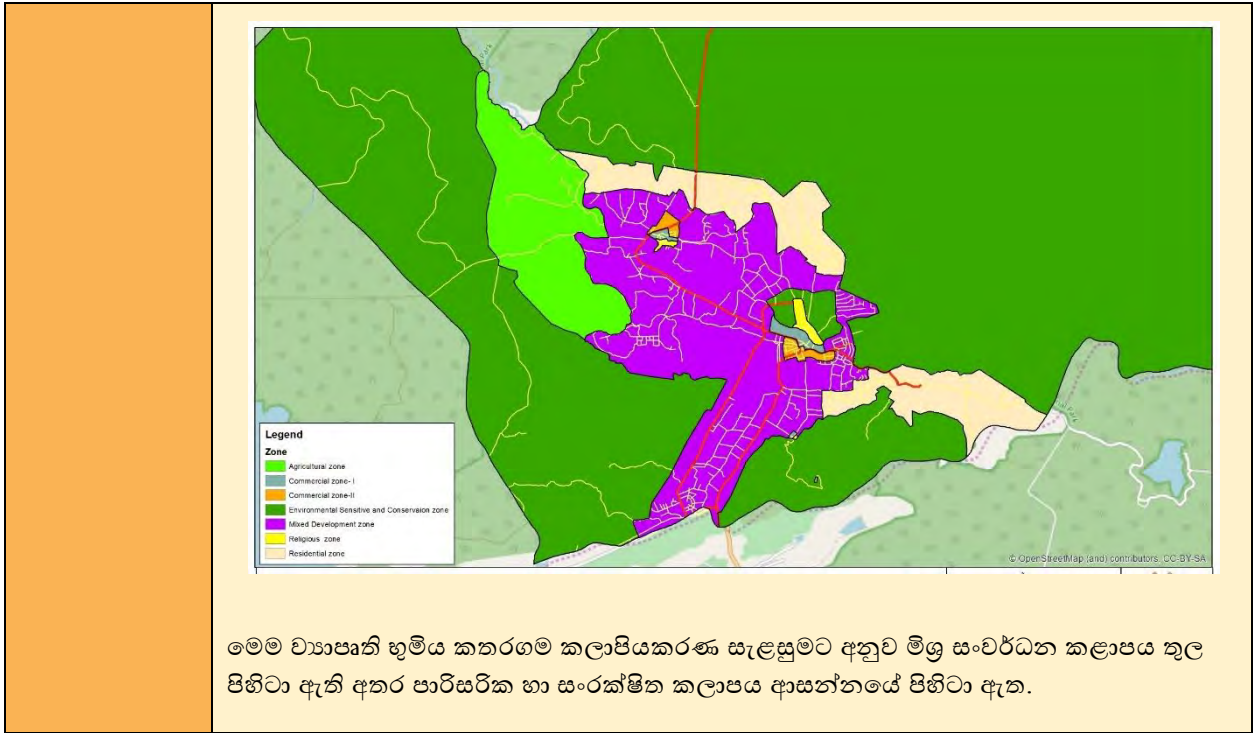 Legend
Zone
Agricultural zone
Commercial zone- I
Commercial zone-II
Environmental Sensitive and Conservaion zone
Mixed Development zone
Religious zone
Residential zone
© OpenStreetMap (and) contributors, CC-BY-SA
මෙම ව්‍යාපෘති භූමිය කතරගම කලාපියකරණ සැළසුමට අනුව මිශ්‍ර සංවර්ධන කළාපය තුල
පිහිටා ඇති අතර පාරිසරික හා සංරක්ෂිත කලාපය ආසන්නයේ පිහිටා ඇත.